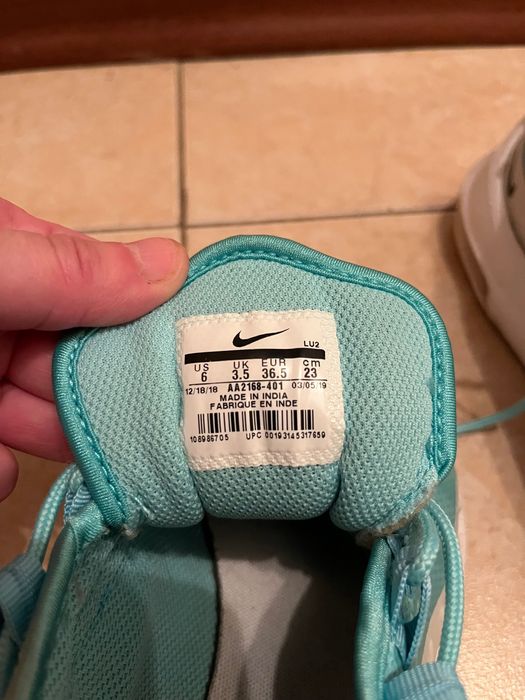 LU2
US UK EUR cm
6 3.5 36.5 23
12/18/18 AA2168-401 03/05/19
MADE IN INDIA
FABRIQUE EN INDE
108986705 UPC 00193145317659